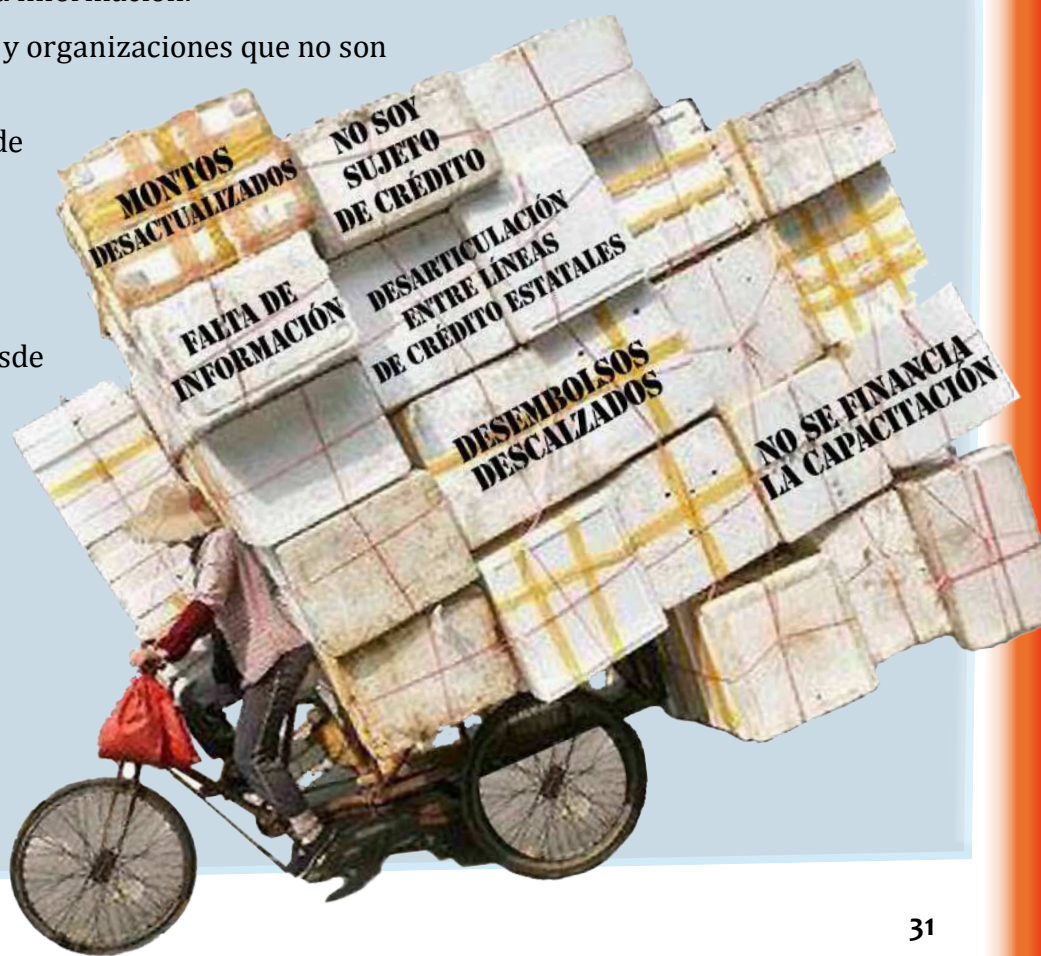 información.
y organizaciones que no son
de
MONTOS
DESACTUALIZADOS
NO SOY
SUJETO
DE CRÉDITO
FALTA DE
INFORMACIÓN
DESARTICULACIÓN
ENTRE LÍNEAS
DE CRÉDITO ESTATALES
DESEMBOLSOS
DESCALZADOS
NO SE FINANCIA
LA CAPACITACIÓN
31